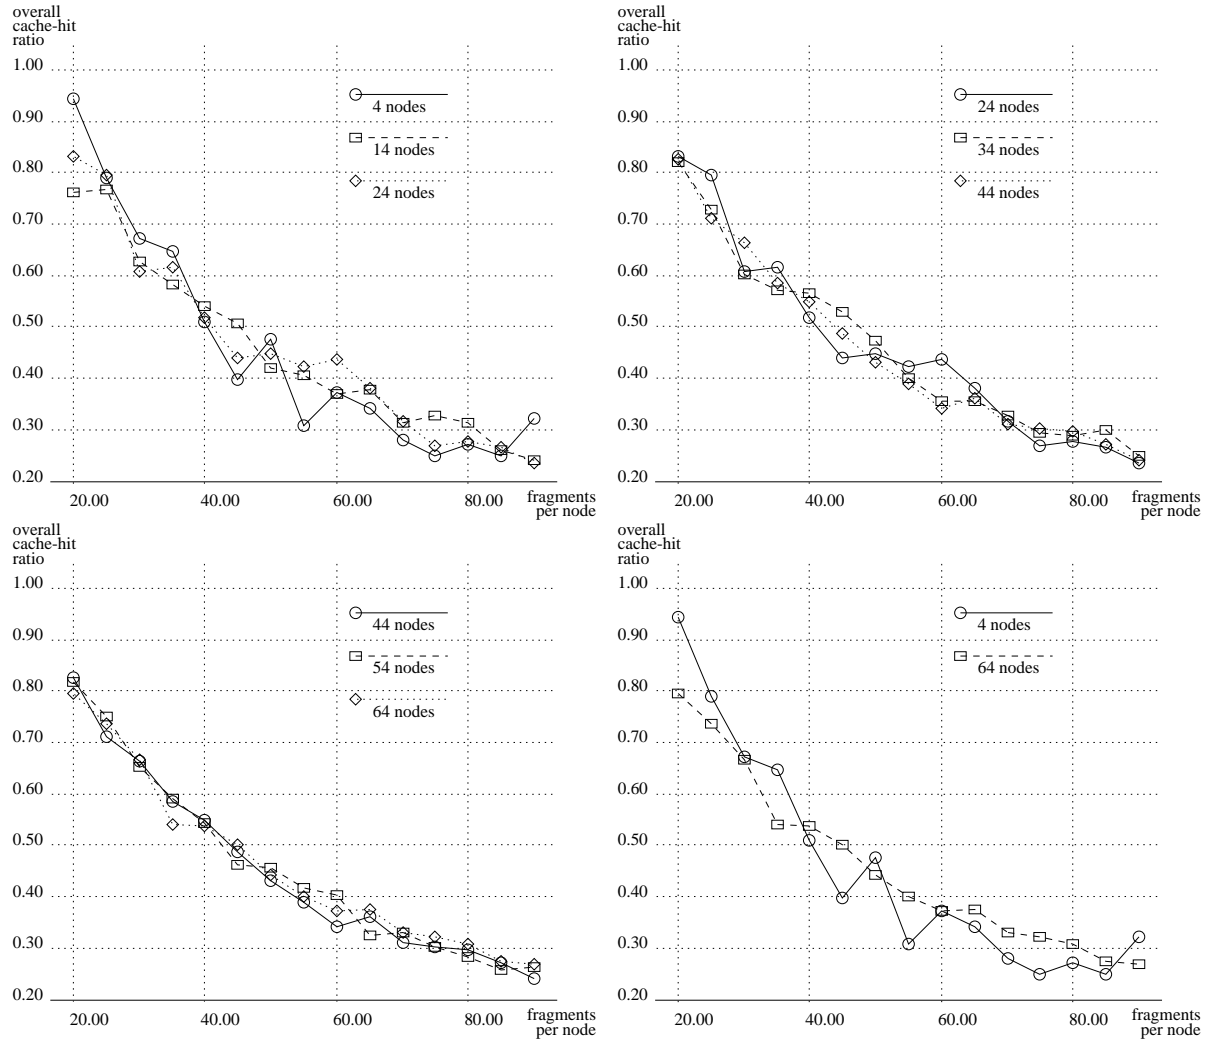 overall
cache-hit
ratio
1.00
0.90
0.80
0.70
0.60
0.50
0.40
0.30
0.20
4 nodes
14 nodes
24 nodes
20.00 40.00 60.00 80.00 fragments
per node
overall
cache-hit
ratio
1.00
0.90
0.80
0.70
0.60
0.50
0.40
0.30
0.20
24 nodes
34 nodes
44 nodes
20.00 40.00 60.00 80.00 fragments
per node
overall
cache-hit
ratio
1.00
0.90
0.80
0.70
0.60
0.50
0.40
0.30
0.20
44 nodes
54 nodes
64 nodes
20.00 40.00 60.00 80.00 fragments
per node
overall
cache-hit
ratio
1.00
0.90
0.80
0.70
0.60
0.50
0.40
0.30
0.20
4 nodes
64 nodes
20.00 40.00 60.00 80.00 fragments
per node